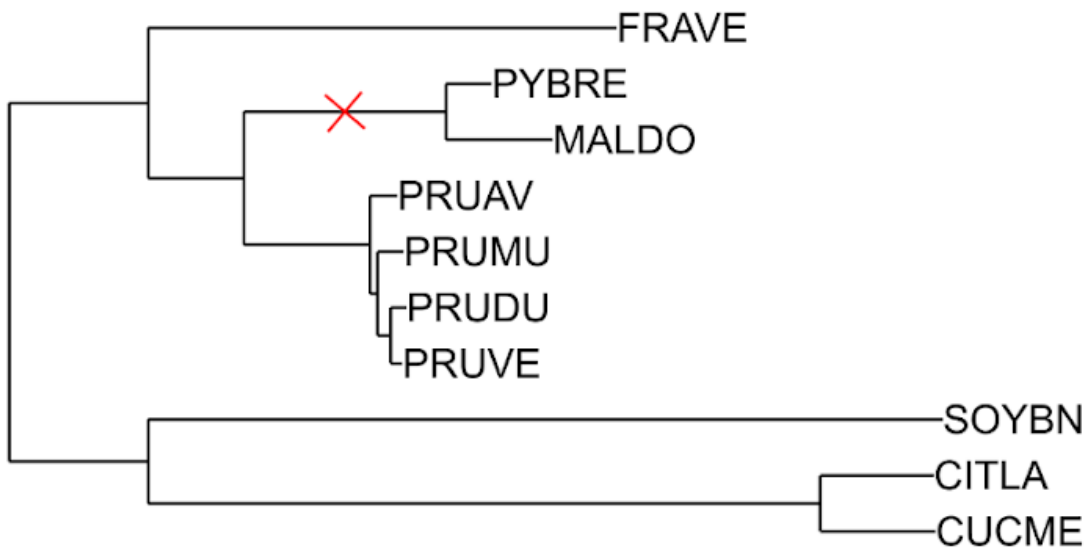 FRAVE
PYBRE
MALDO
PRUAV
PRUMU
PRUDU
PRUVE
SOYBN
CITLA
CUCME